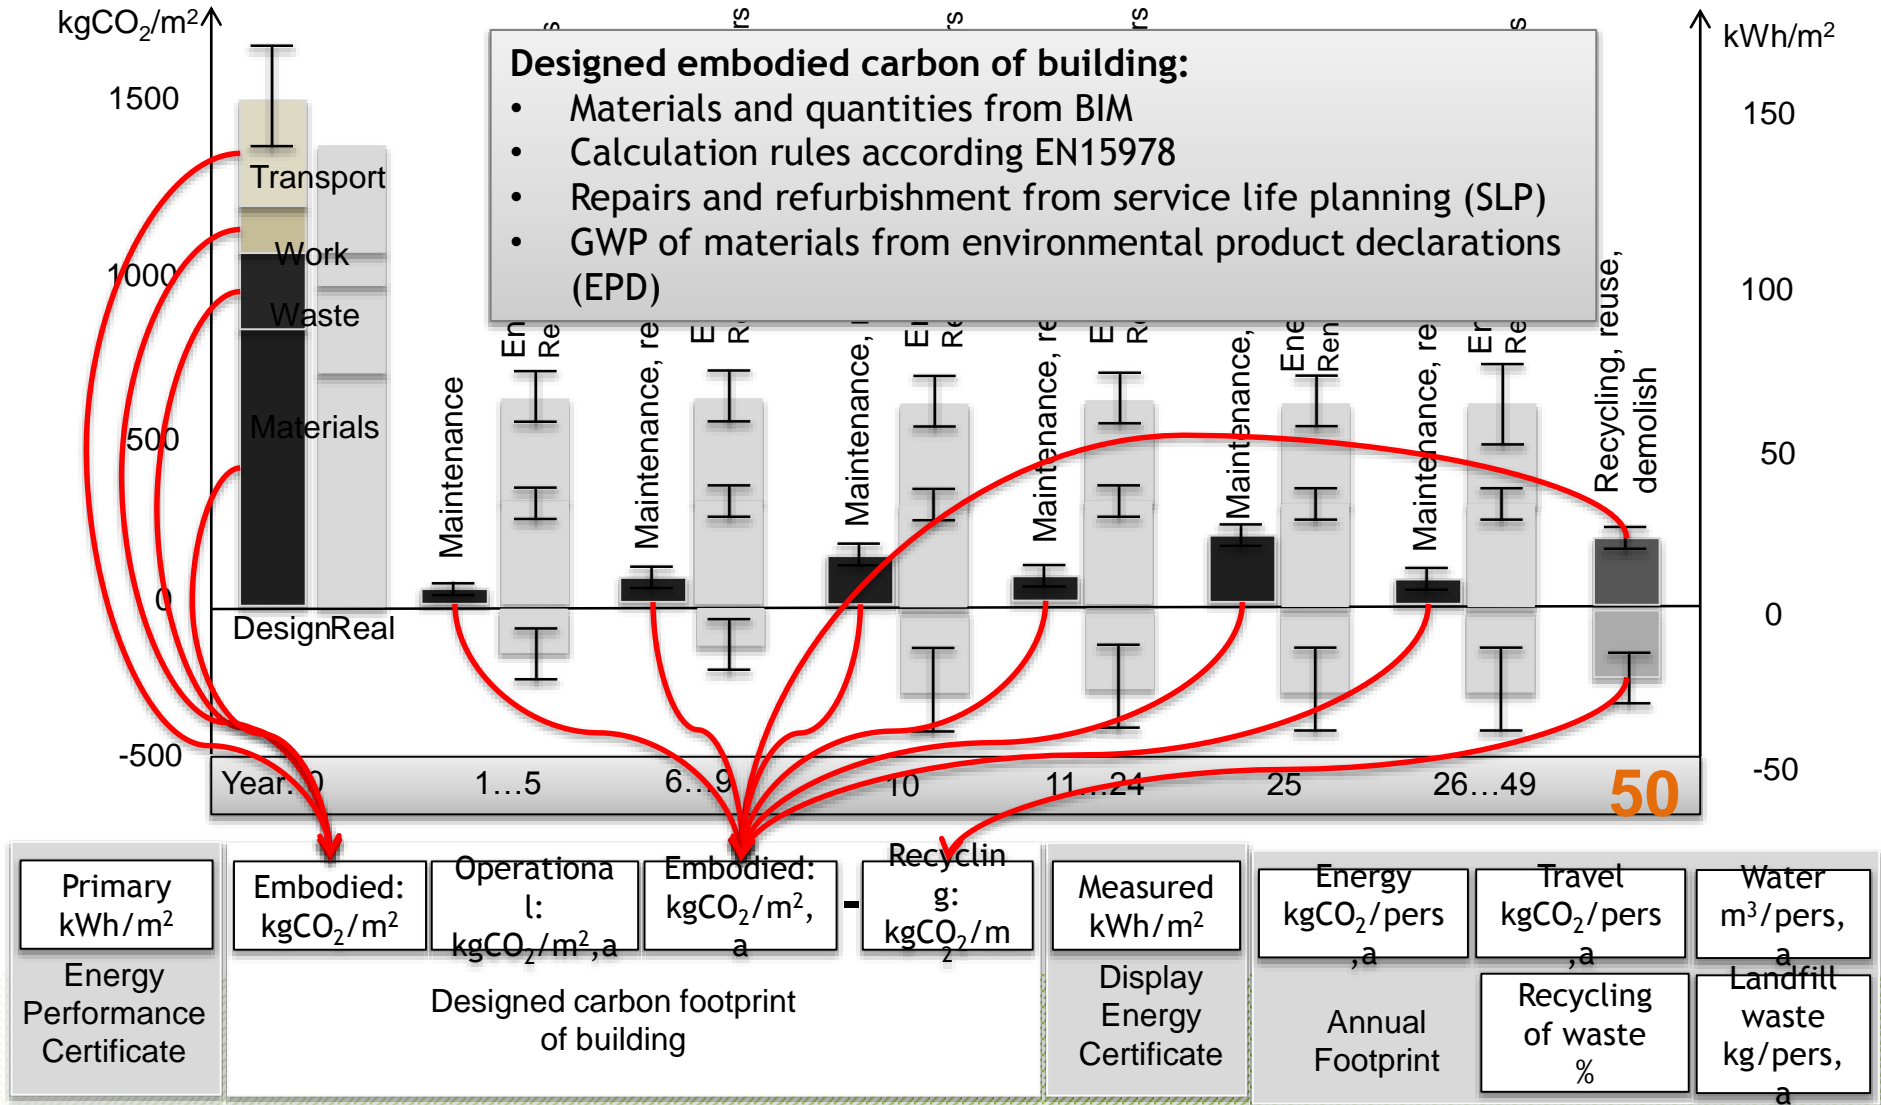 kgCO2/m2
kWh/m2
Designed embodied carbon of building:
• Materials and quantities from BIM
• Calculation rules according EN15978
• Repairs and refurbishment from service life planning (SLP)
• GWP of materials from environmental product declarations
(EPD)
1500
1000
500
0
-500
150
100
50
0
-50
Transport
Work
Waste
Materials
DesignReal
Maintenance
Maintenance, re
Maintenance,
Maintenance, re
Maintenance,
Maintenance, re
Recycling, reuse,
demolish
En
Re
Ene
Ren
Year: 0
1…5
6…9
10
11…24
25
26…49
50
Primary
kWh/m2
Energy
Performance
Certificate
Embodied:
kgCO2/m2
Operationa
l:
kgCO2/m2,a
Embodied:
kgCO2/m2,
a
-
Recyclin
g:
kgCO2/m
2
Designed carbon footprint
of building
Measured
kWh/m2
Display
Energy
Certificate
Energy
kgCO2/pers
,a
Travel
kgCO2/pers
,a
Water
m3/pers,
a
Annual
Footprint
Recycling
of waste
%
Landfill
waste
kg/pers,
a